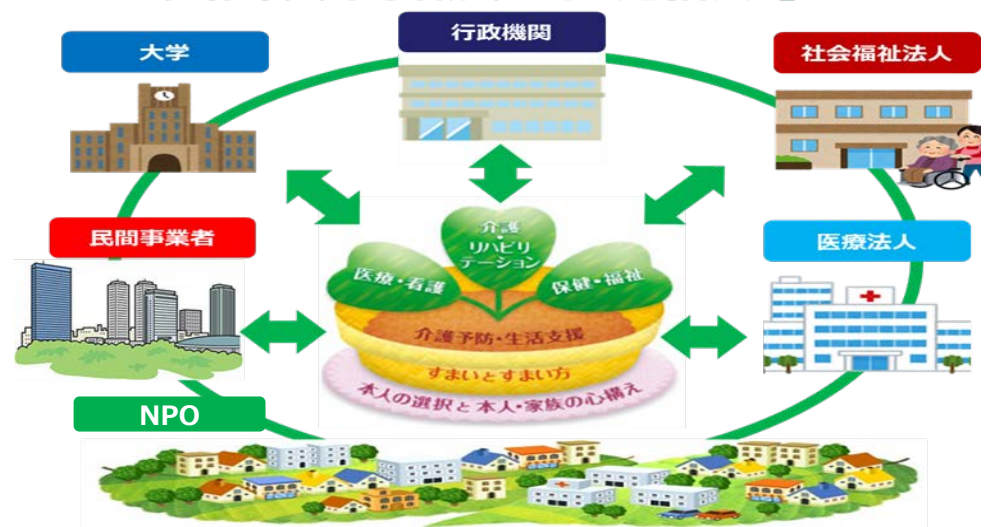 行政機関
大学
社会福祉法人
民間事業者
医療法人
介護
・
リハビリ
テーション
医療・看護
保健・福祉
介護予防・生活支援
すまいとすまい方
本人の選択と本人・家族の心構え
NPO